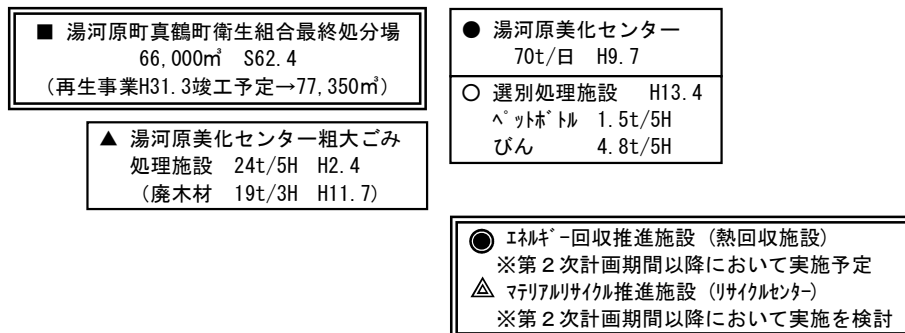 ■ 湯河原町真鶴町衛生組合最終処分場
66,000㎥ S62.4
(再生事業H31.3竣工予定→77,350㎥)
● 湯河原美化センター
70t/日 H9.7
○ 選別処理施設 H13.4
ﾍﾟｯﾄﾎﾞﾄﾙ 1.5t/5H
びん 4.8t/5H
▲ 湯河原美化センター粗大ごみ
処理施設 24t/5H H2.4
(廃木材 19t/3H H11.7)
◉ ｴﾈﾙｷﾞｰ回収推進施設(熱回収施設)
※第２次計画期間以降において実施予定
◬ ﾏﾃﾘｱﾙﾘｻｲｸﾙ推進施設(ﾘｻｲｸﾙｾﾝﾀｰ)
※第２次計画期間以降において実施を検討